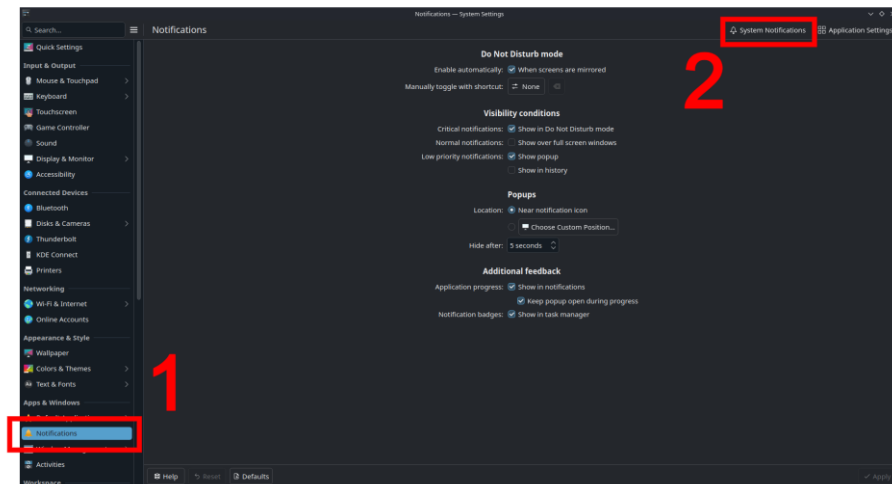 Notifications — System Settings
Search...
Notifications
System Notifications
Application Settings
Quick Settings
Input & Output
Mouse & Touchpad
Keyboard
Touchscreen
Game Controller
Sound
Display & Monitor
Accessibility
Connected Devices
Bluetooth
Disks & Cameras
Thunderbolt
KDE Connect
Printers
Networking
Wi-Fi & Internet
Online Accounts
Appearance & Style
Wallpaper
Colors & Themes
Text & Fonts
Apps & Windows
Notifications
Activities
Workspace
1
2
Do Not Disturb mode
Enable automatically: When screens are mirrored
Manually toggle with shortcut: None
Visibility conditions
Critical notifications: Show in Do Not Disturb mode
Normal notifications: Show over full screen windows
Low priority notifications: Show popup
Show in history
Popups
Location: Near notification icon
Choose Custom Position...
Hide after: 5 seconds
Additional feedback
Application progress: Show in notifications
Keep popup open during progress
Notification badges: Show in task manager
Help Reset Defaults
Apply